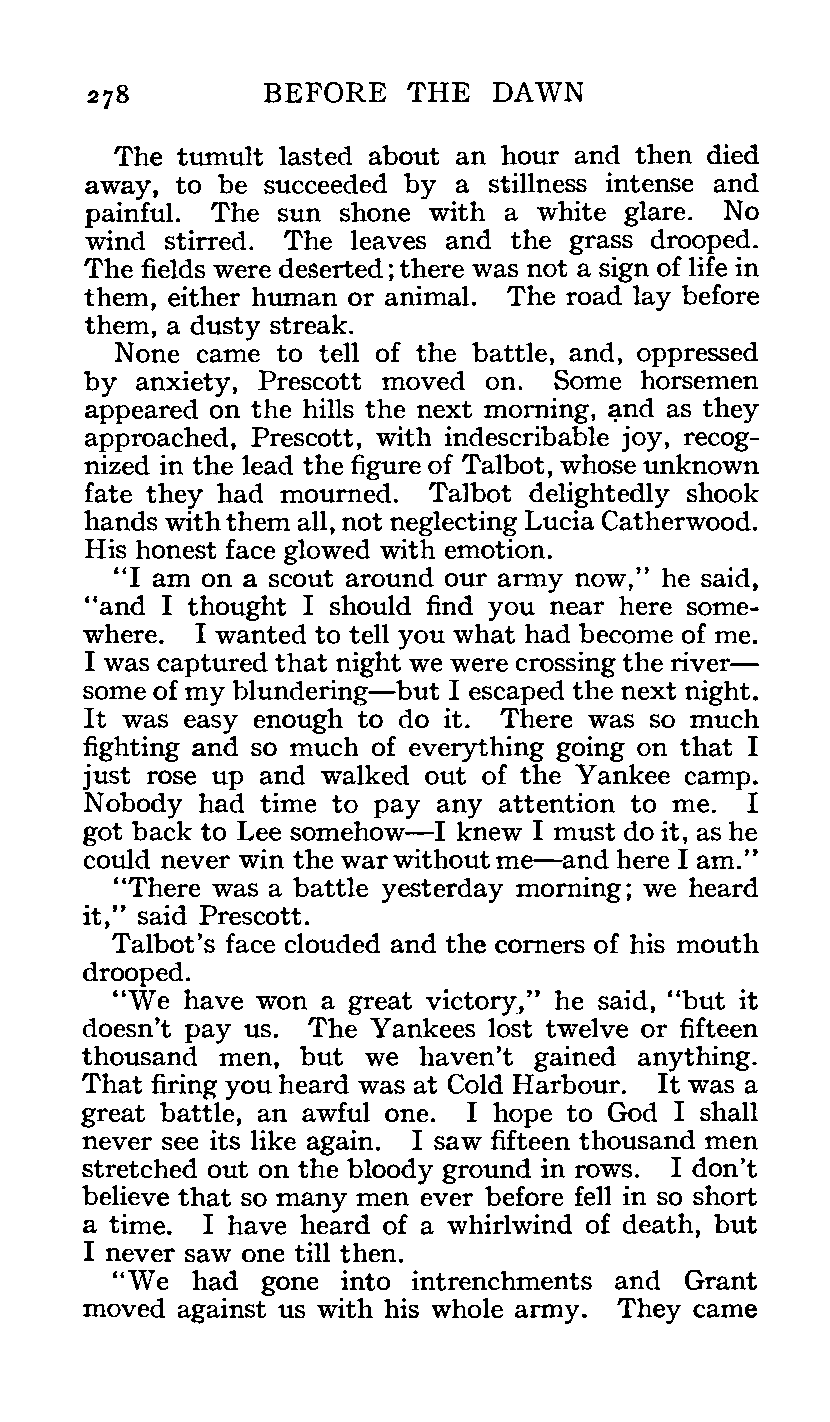 278 BEFORE THE DAWN
The tumult lasted about an hour and then died
away, to be succeeded by a stillness intense and
painful. The sun shone with a white glare. No
wind stirred. The leaves and the grass drooped.
The fields were deserted; there was not a sign of life in
them, either human or animal. The road lay before
them, a dusty streak.
None came to tell of the battle, and, oppressed
by anxiety, Prescott moved on. Some horsemen
appeared on the hills the next morning, and as they
approached, Prescott, with indescribable joy, recog-
nized in the lead the figure of Talbot, whose unknown
fate they had mourned. Talbot delightedly shook
hands with them all, not neglecting Lucia Catherwood.
His honest face glowed with emotion.
"I am on a scout around our army now," he said,
"and I thought I should find you near here some-
where. I wanted to tell you what had become of me.
I was captured that night we were crossing the river—
some of my blundering—but I escaped the next night.
It was easy enough to do it. There was so much
fighting and so much of everything going on that I
just rose up and walked out of the Yankee camp.
Nobody had time to pay any attention to me. I
got back to Lee somehow—I knew I must do it, as he
could never win the war without me—and here I am."
"There was a battle yesterday morning; we heard
it," said Prescott.
Talbot's face clouded and the corners of his mouth
drooped.
"We have won a great victory," he said, "but it
doesn't pay us. The Yankees lost twelve or fifteen
thousand men, but we haven't gained anything.
That firing you heard was at Cold Harbour. It was a
great battle, an awful one. I hope to God I shall
never see its like again. I saw fifteen thousand men
stretched out on the bloody ground in rows. I don't
believe that so many men ever before fell in so short
a time. I have heard of a whirlwind of death, but
I never saw one till then.
"We had gone into intrenchments and Grant
moved against us with his whole army. They came